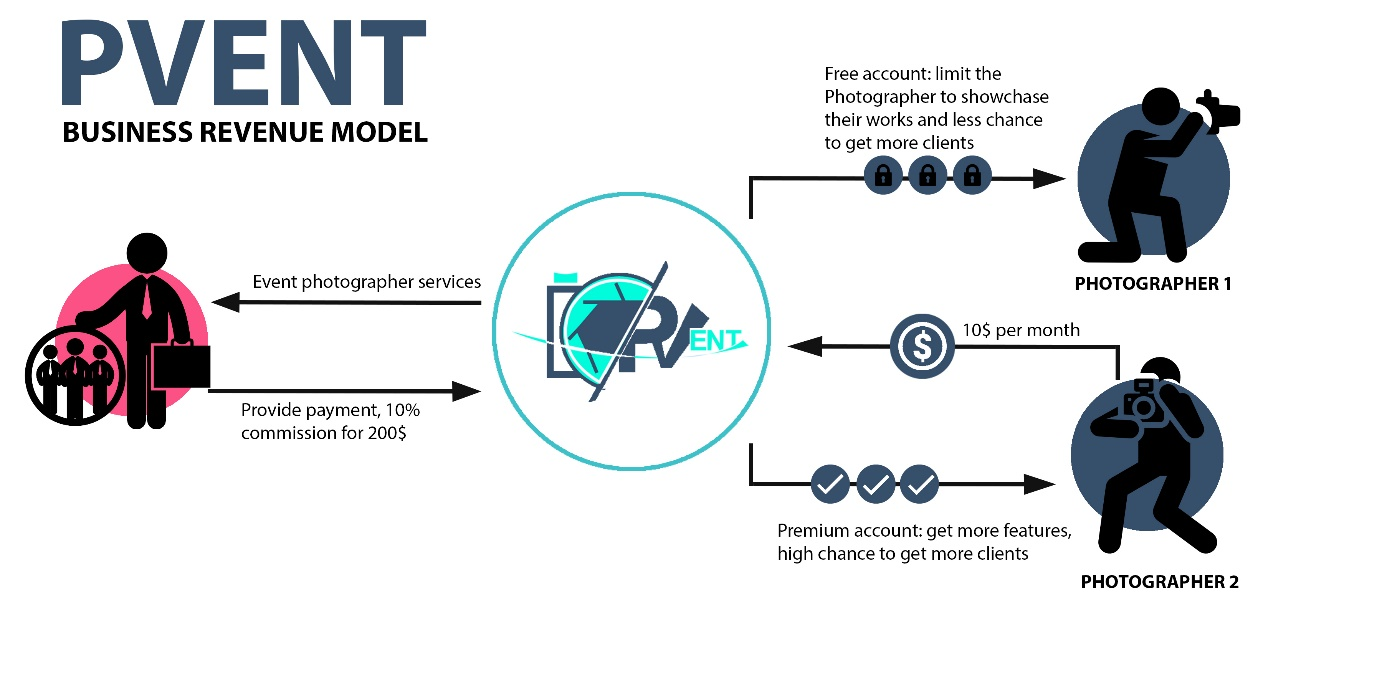 PVENT
BUSINESS REVENUE MODEL
Free account: limit the
Photographer to showchase
their works and less chance
to get more clients
PHOTOGRAPHER 1
Event photographer services
Provide payment, 10%
commission for 200$
PVENT
$
10$ per month
Premium account: get more features,
high chance to get more clients
PHOTOGRAPHER 2